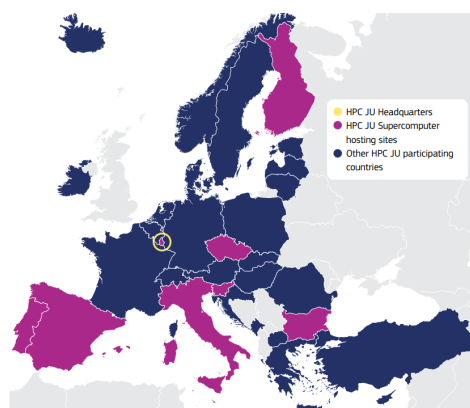 HPC JU Headquarters
HPC JU Supercomputer
hosting sites
Other HPC JU participating
countries